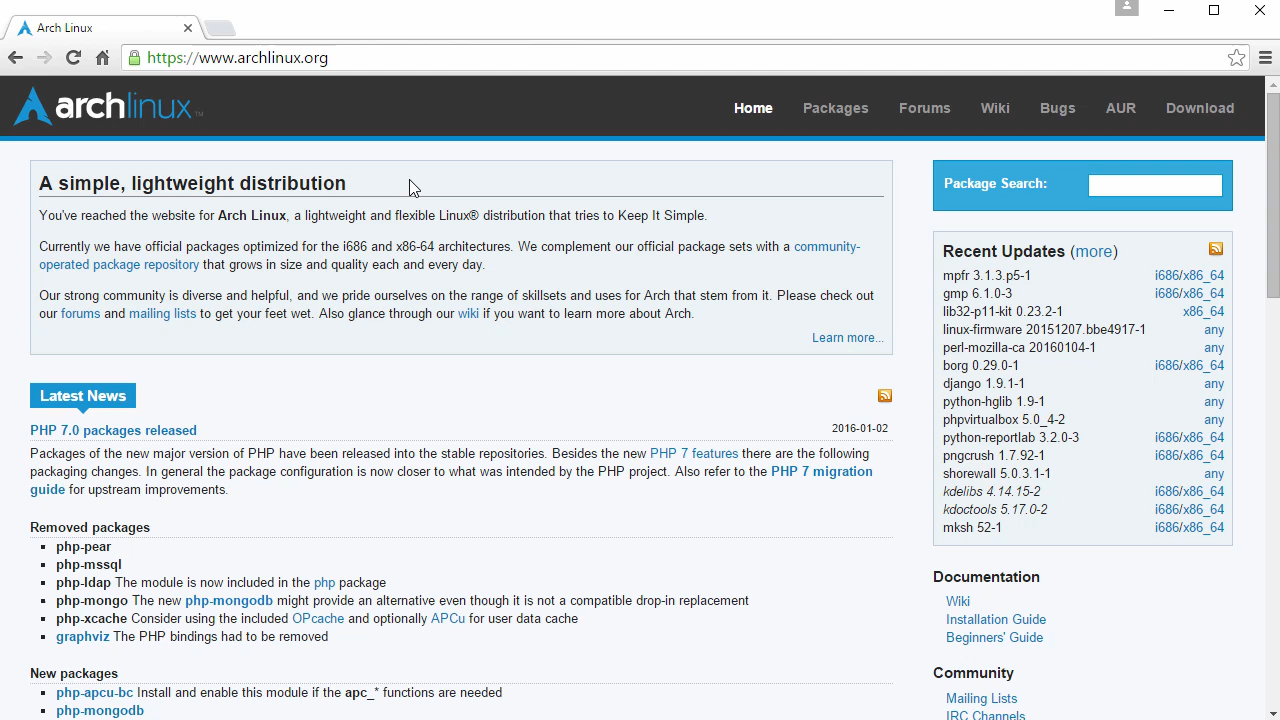 Arch Linux
https://www.archlinux.org
archlinux™
Home Packages Forums Wiki Bugs AUR Download
A simple, lightweight distribution
You've reached the website for Arch Linux, a lightweight and flexible Linux® distribution that tries to Keep It Simple.
Currently we have official packages optimized for the i686 and x86-64 architectures. We complement our official package sets with a community-
operated package repository that grows in size and quality each and every day.
Our strong community is diverse and helpful, and we pride ourselves on the range of skillsets and uses for Arch that stem from it. Please check out
our forums and mailing lists to get your feet wet. Also glance through our wiki if you want to learn more about Arch.
Learn more...
Latest News
PHP 7.0 packages released 2016-01-02
Packages of the new major version of PHP have been released into the stable repositories. Besides the new PHP 7 features there are the following
packaging changes. In general the package configuration is now closer to what was intended by the PHP project. Also refer to the PHP 7 migration
guide for upstream improvements.
Removed packages
▪ php-pear
▪ php-mssql
▪ php-ldap The module is now included in the php package
▪ php-mongo The new php-mongodb might provide an alternative even though it is not a compatible drop-in replacement
▪ php-xcache Consider using the included OPcache and optionally APCu for user data cache
▪ graphviz The PHP bindings had to be removed
New packages
▪ php-apcu-bc Install and enable this module if the apc_* functions are needed
▪ php-mongodb
Package Search:
Recent Updates (more)
mpfr 3.1.3.p5-1 i686/x86_64
gmp 6.1.0-3 i686/x86_64
lib32-p11-kit 0.23.2-1 x86_64
linux-firmware 20151207.bbe4917-1 any
perl-mozilla-ca 20160104-1 any
borg 0.29.0-1 i686/x86_64
django 1.9.1-1 any
python-hglib 1.9-1 any
phpvirtualbox 5.0_4-2 any
python-reportlab 3.2.0-3 i686/x86_64
pngcrush 1.7.92-1 i686/x86_64
shorewall 5.0.3.1-1 any
kdelibs 4.14.15-2 i686/x86_64
kdoctools 5.17.0-2 i686/x86_64
mksh 52-1 i686/x86_64
Documentation
Wiki
Installation Guide
Beginners' Guide
Community
Mailing Lists
IRC Channels